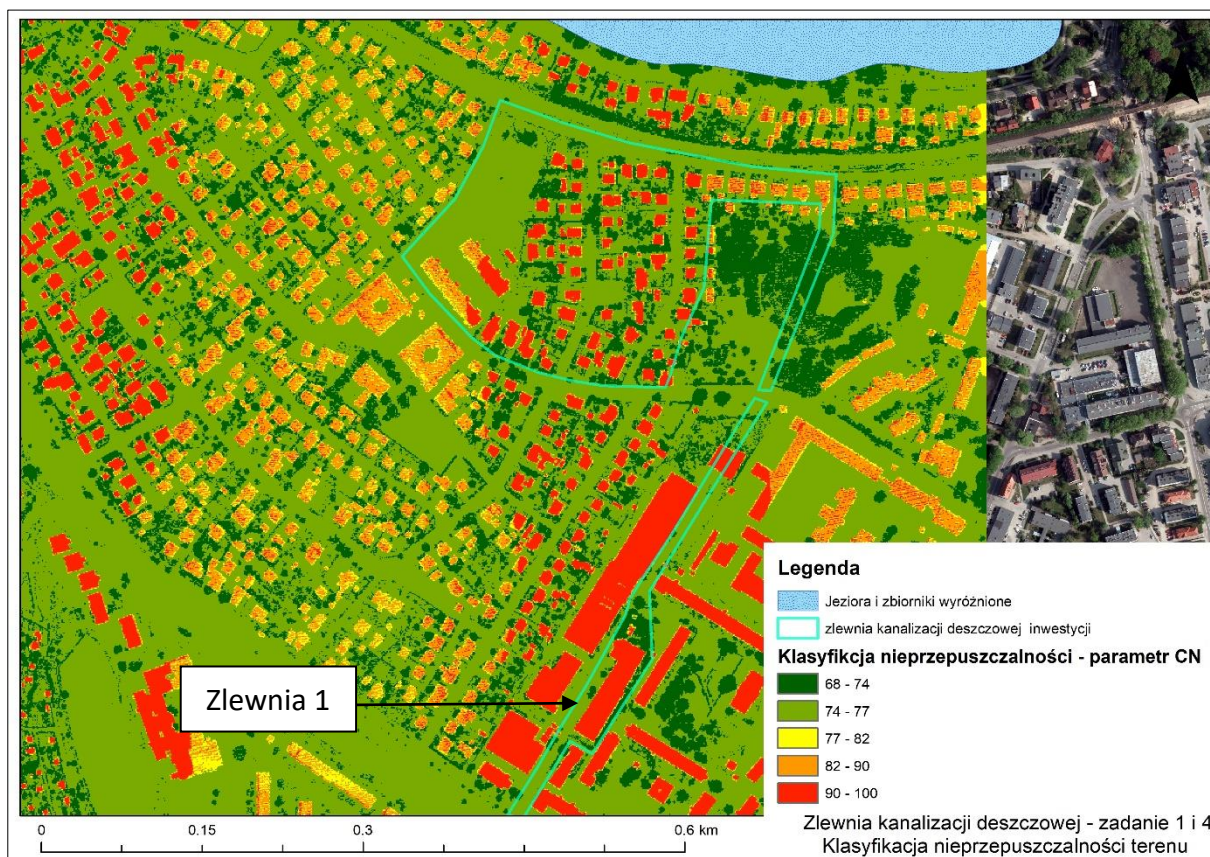 Zlewnia 1
Legenda
Jeziora i zbiorniki wyróżnione
zlewnia kanalizacji deszczowej inwestycji
Klasyfikcja nieprzepuszczalności - parametr CN
68 - 74
74 - 77
77 - 82
82 - 90
90 - 100
0 0.15 0.3 0.6 km
Zlewnia kanalizacji deszczowej - zadanie 1 i 4
Klasyfikacja nieprzepuszczalności terenu